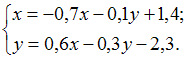 x = −0,7x − 0,1y + 1,4;
y = 0,6x − 0,3y − 2,3.